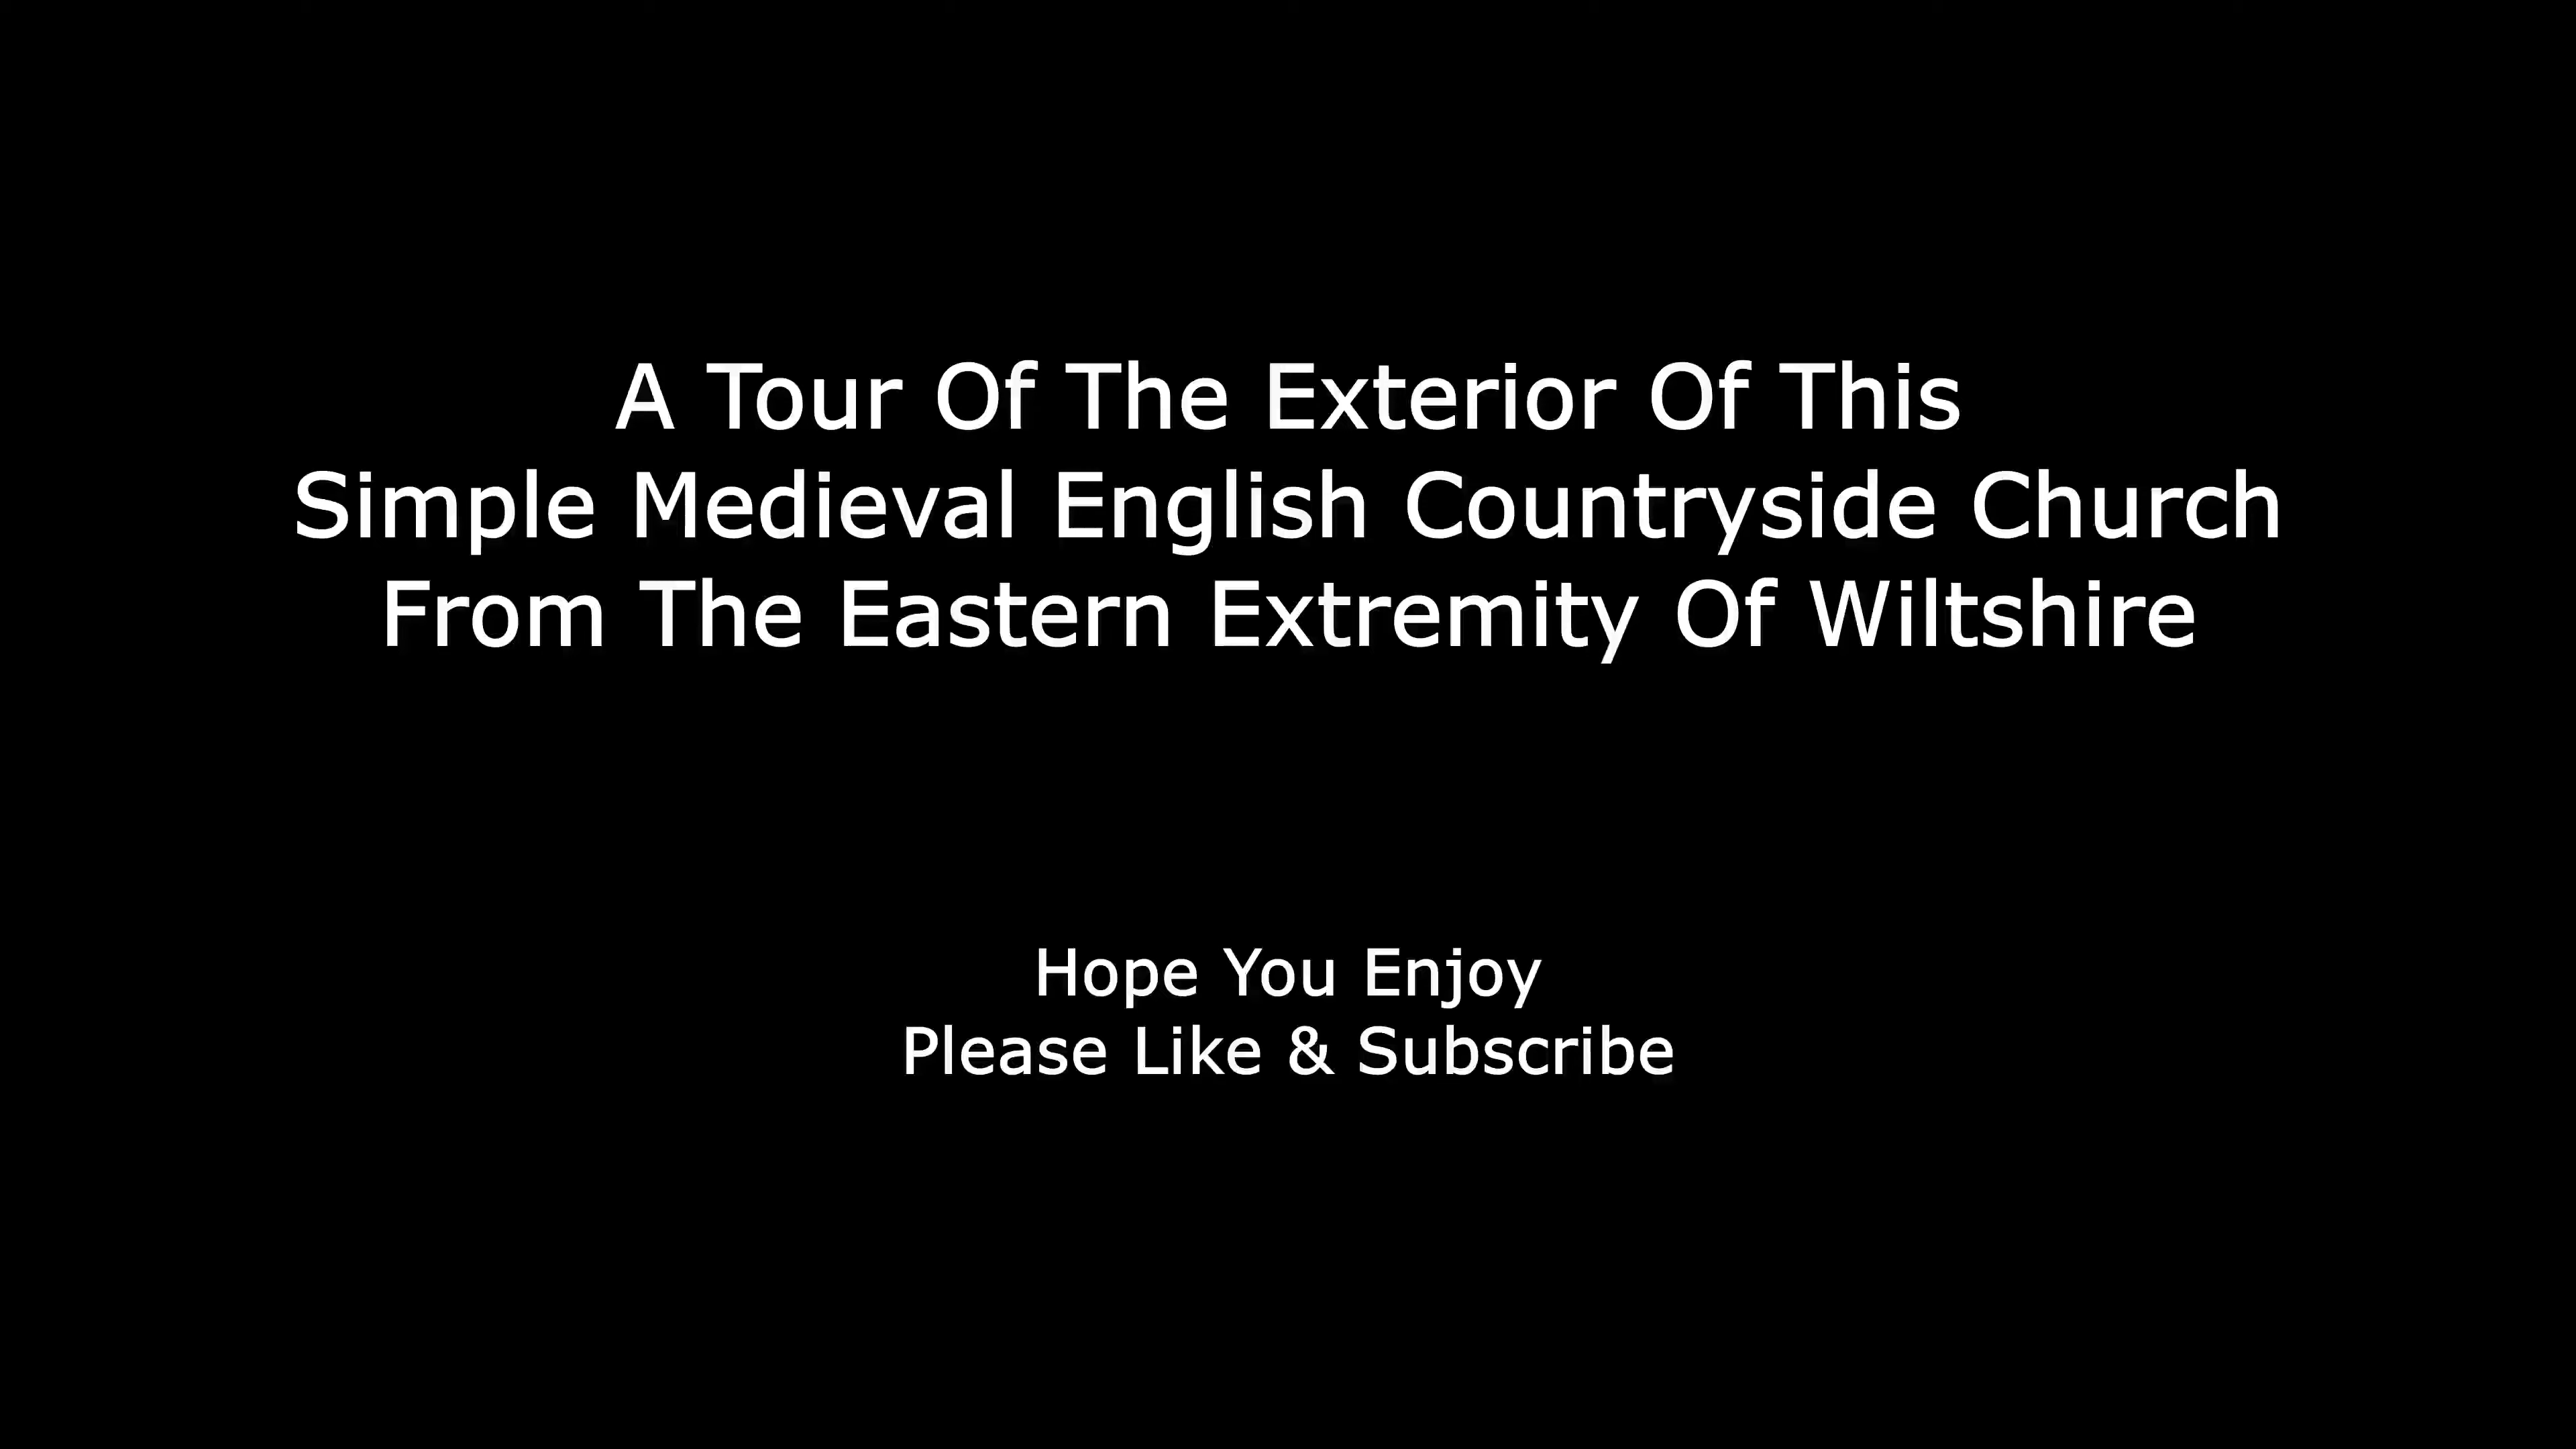 A Tour Of The Exterior Of This
Simple Medieval English Countryside Church
From The Eastern Extremity Of Wiltshire
Hope You Enjoy
Please Like & Subscribe